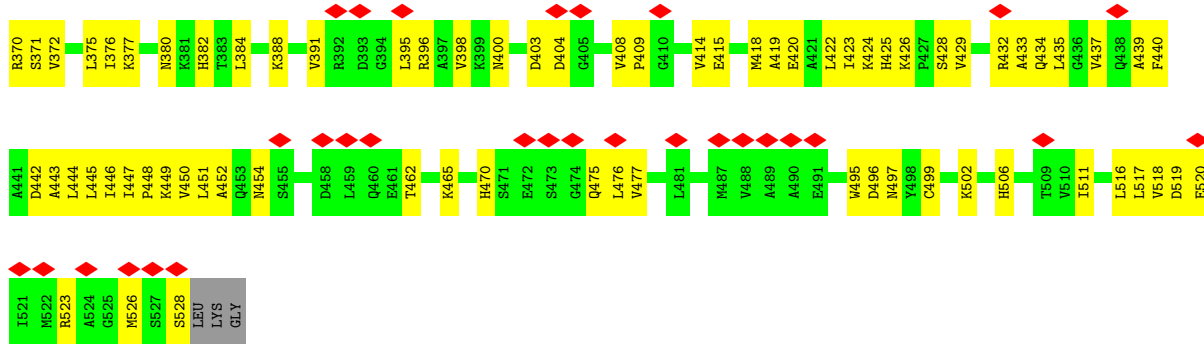 R370 S371 V372 L375 I376 K377 N380 K381 H382 T383 L384 K388 V391 R392 D393 G394 L395 R396 A397 V398 K399 N400 D403 D404 G405 V408 P409 G410 V414 E415 M418 A419 E420 A421 L422 I423 K424 H425 K426 P427 S428 V429 R432 A433 Q434 L435 G436 V437 Q438 A439 F440
A441 D442 A443 L444 L445 I446 I447 P448 K449 V450 L451 A452 Q453 N454 S455 D458 L459 Q460 E461 T462 K465 H470 S471 E472 S473 G474 Q475 L476 V477 L481 M487 V488 A489 A490 E491 W495 D496 N497 Y498 C499 K502 H506 T509 V510 I511 L516 L517 V518 D519 E520
I521 M522 R523 A524 G525 M526 S527 S528 LEU LYS GLY